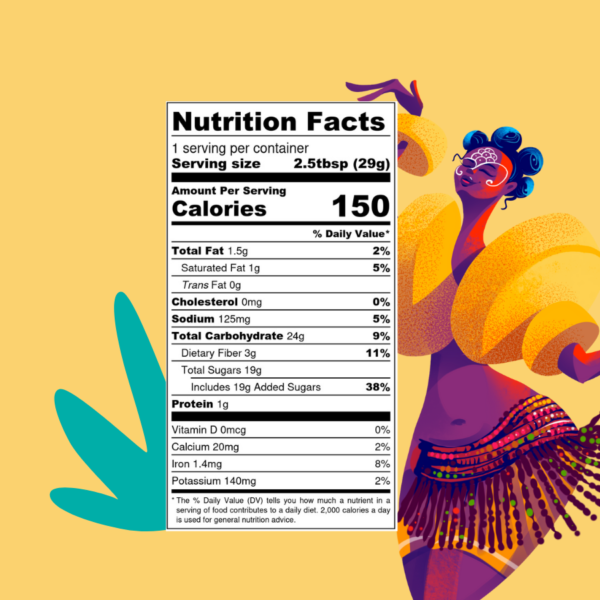 Nutrition Facts
1 serving per container
Serving size 2.5tbsp (29g)
Amount Per Serving
Calories 150
% Daily Value*
Total Fat 1.5g 2%
Saturated Fat 1g 5%
Trans Fat 0g
Cholesterol 0mg 0%
Sodium 125mg 5%
Total Carbohydrate 24g 9%
Dietary Fiber 3g 11%
Total Sugars 19g
Includes 19g Added Sugars 38%
Protein 1g
Vitamin D 0mcg 0%
Calcium 20mg 2%
Iron 1.4mg 8%
Potassium 140mg 2%
* The % Daily Value (DV) tells you how much a nutrient in a
serving of food contributes to a daily diet. 2,000 calories a day
is used for general nutrition advice.